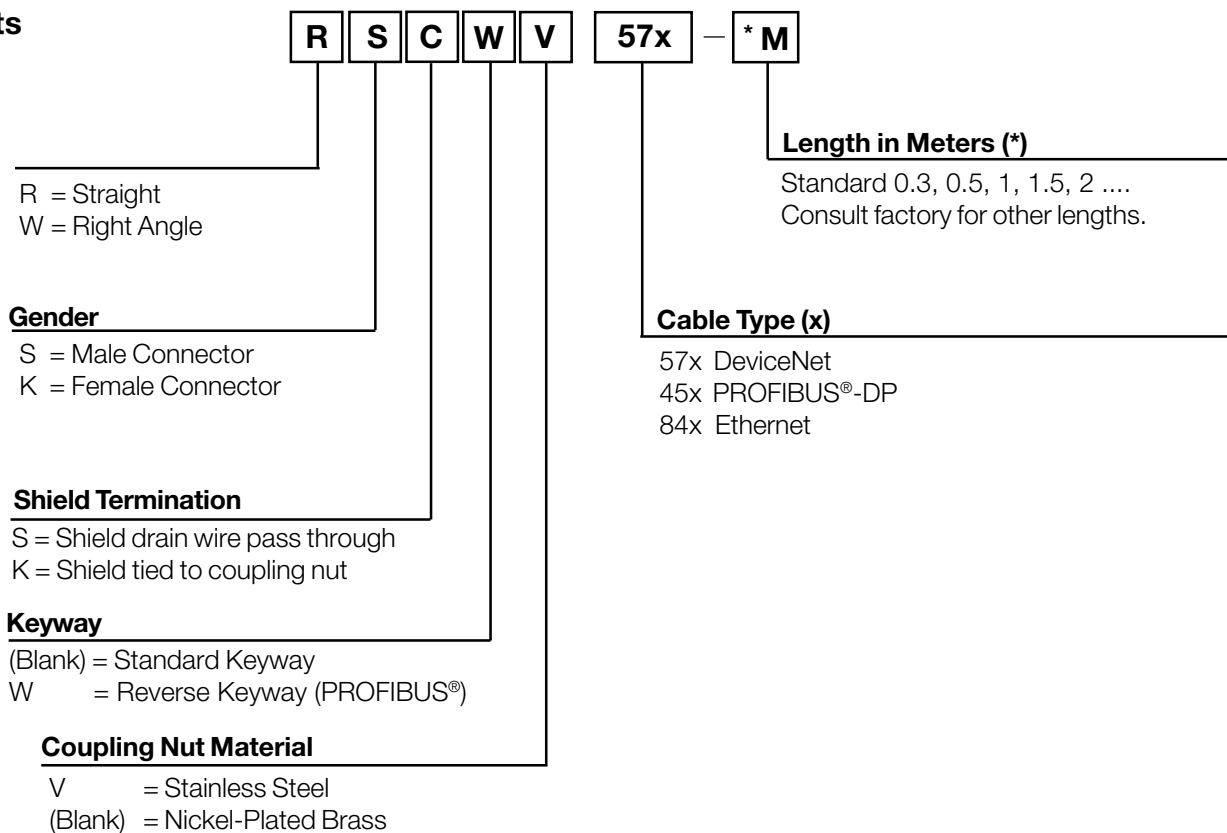 ts
R S C W V 57x – * M
Length in Meters (*)
Standard 0.3, 0.5, 1, 1.5, 2 ....
Consult factory for other lengths.
R = Straight
W = Right Angle
Gender
S = Male Connector
K = Female Connector
Cable Type (x)
57x DeviceNet
45x PROFIBUS®-DP
84x Ethernet
Shield Termination
S = Shield drain wire pass through
K = Shield tied to coupling nut
Keyway
(Blank) = Standard Keyway
W = Reverse Keyway (PROFIBUS®)
Coupling Nut Material
V = Stainless Steel
(Blank) = Nickel-Plated Brass